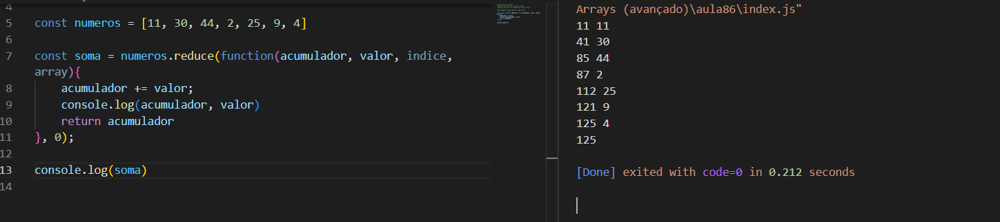 4
5 const numeros = [11, 30, 44, 2, 25, 9, 4]
6
7 const soma = numeros.reduce(function(acumulador, valor, indice,
array){
8 acumulador += valor;
9 console.log(acumulador, valor)
10 return acumulador
11 }, 0);
12
13 console.log(soma)
14
Arrays (avançado)\aula86\index.js"
11 11
41 30
85 44
87 2
112 25
121 9
125 4
125
[Done] exited with code=0 in 0.212 seconds